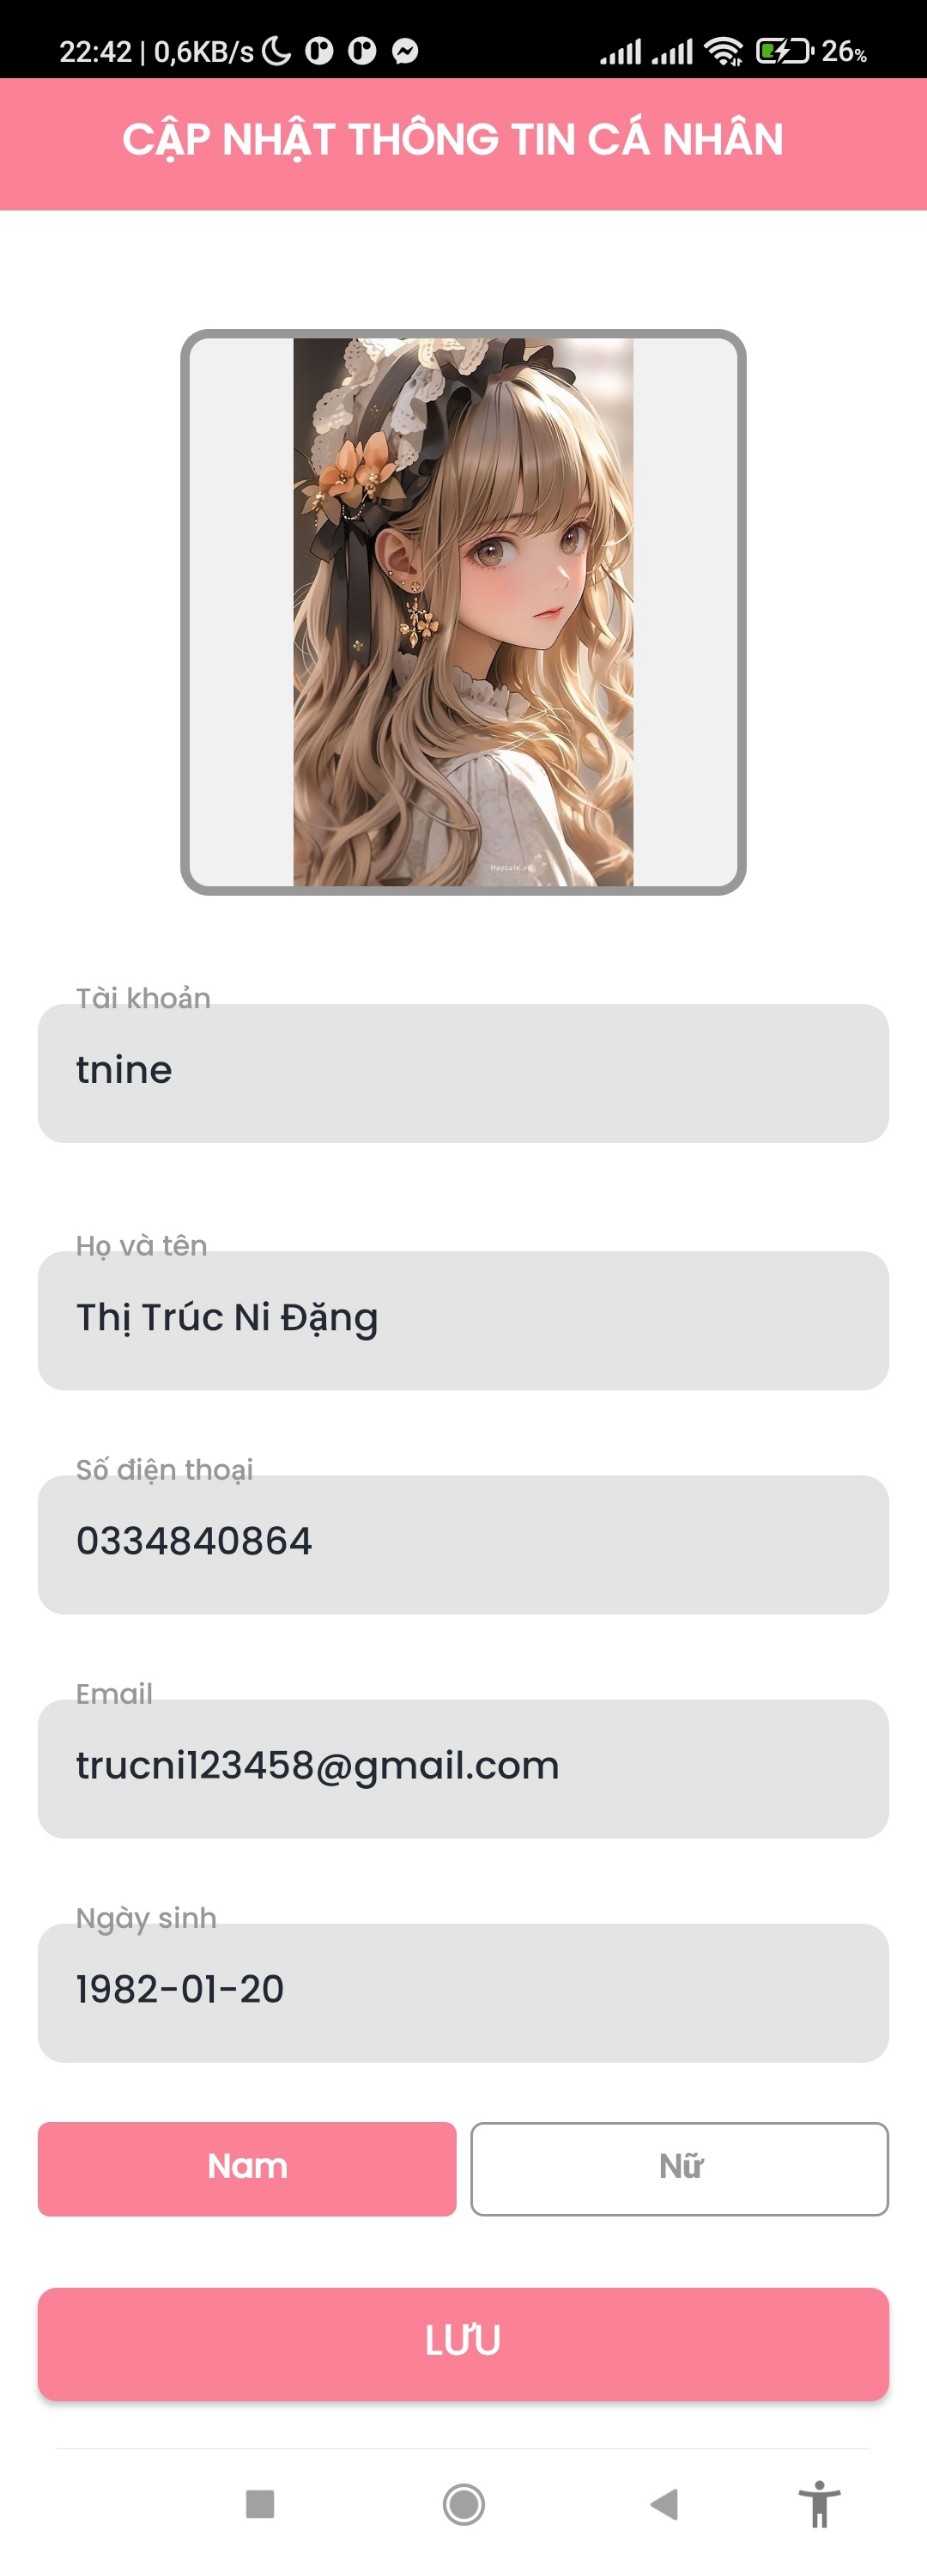 22:42 | 0,6KB/s 26%
CẬP NHẬT THÔNG TIN CÁ NHÂN
Tài khoản
tnine
Họ và tên
Thị Trúc Ni Đặng
Số điện thoại
0334840864
Email
trucni123458@gmail.com
Ngày sinh
1982-01-20
Nam Nữ
LƯU